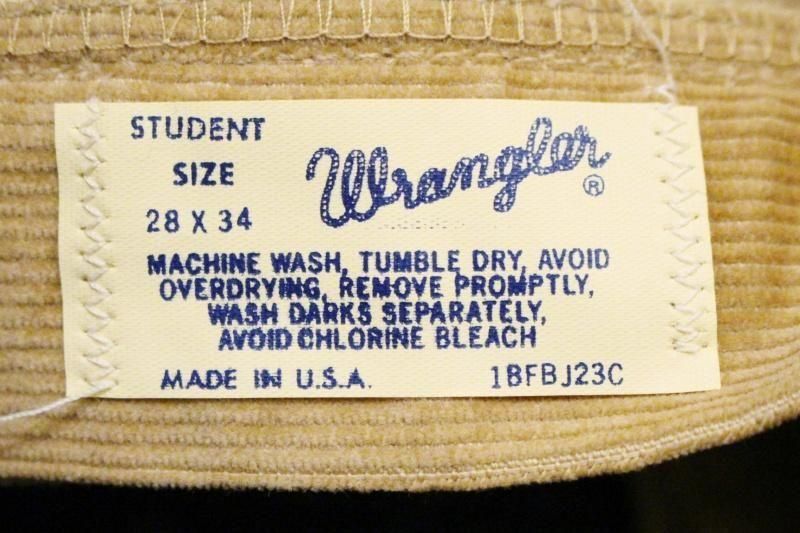 STUDENT
SIZE
28 X 34
Wrangler®
MACHINE WASH, TUMBLE DRY, AVOID
OVERDRYING, REMOVE PROMPTLY,
WASH DARKS SEPARATELY,
AVOID CHLORINE BLEACH
MADE IN U.S.A. 1BFBJ23C